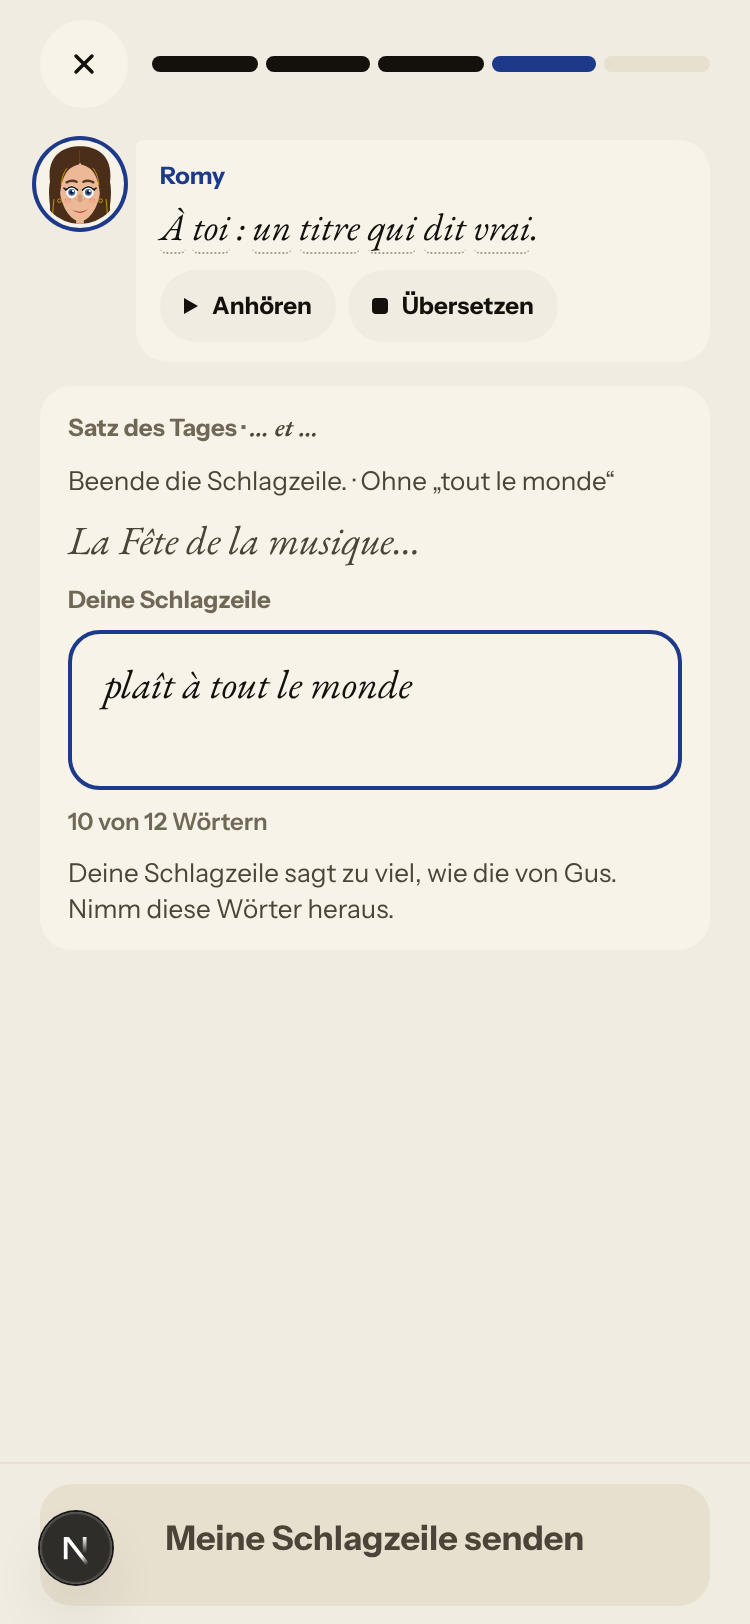 Romy
À toi : un titre qui dit vrai.
Anhören
Übersetzen
Satz des Tages · … et …
Beende die Schlagzeile. · Ohne „tout le monde“
La Fête de la musique…
Deine Schlagzeile
plaît à tout le monde
10 von 12 Wörtern
Deine Schlagzeile sagt zu viel, wie die von Gus.
Nimm diese Wörter heraus.
N
Meine Schlagzeile senden